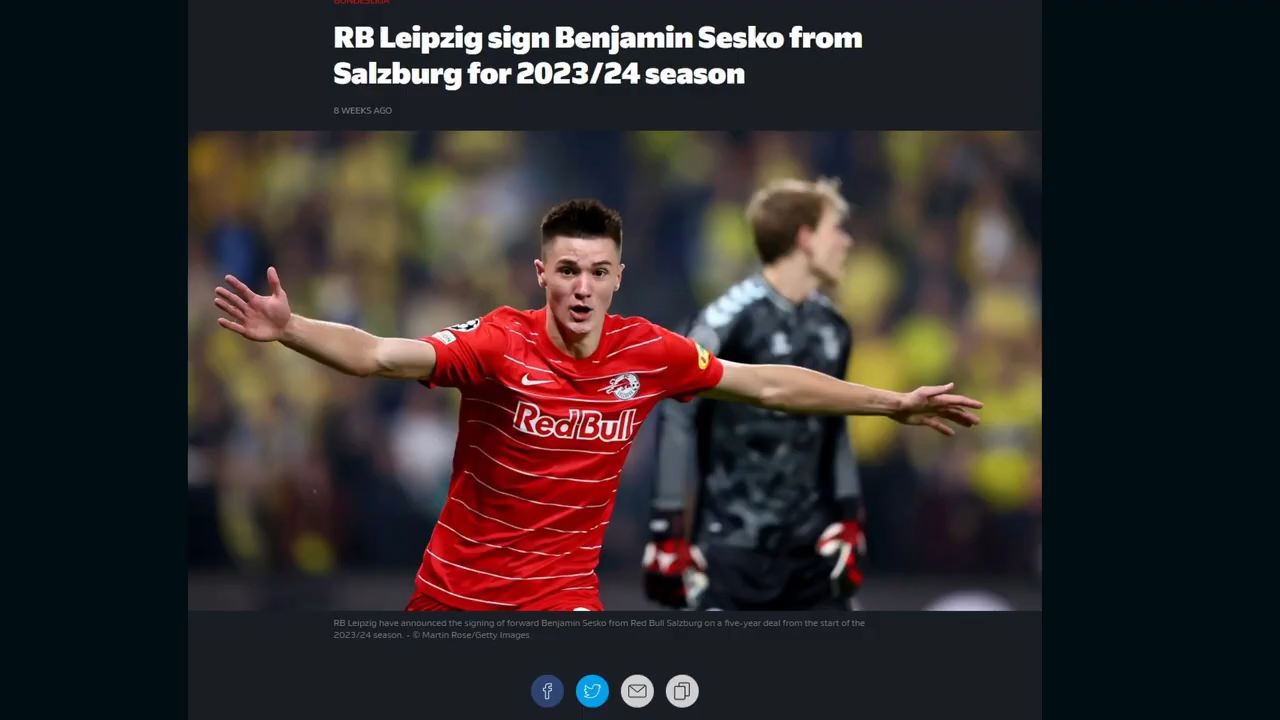 BUNDESLIGA
RB Leipzig sign Benjamin Sesko from
Salzburg for 2023/24 season
8 WEEKS AGO
RedBull
RB Leipzig have announced the signing of forward Benjamin Sesko from Red Bull Salzburg on a five-year deal from the start of the
2023/24 season. - © Martin Rose/Getty Images